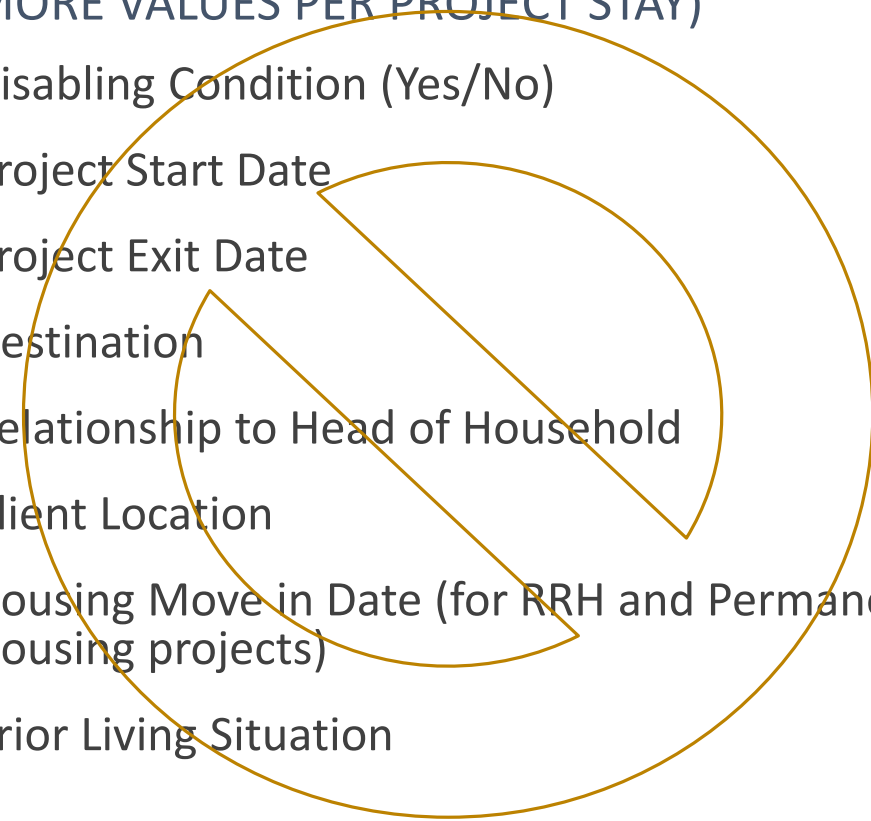 MORE VALUES PER PROJECT STAY)
isabling Condition (Yes/No)
roject Start Date
roject Exit Date
estination
elationship to Head of Household
lient Location
ousing Move in Date (for RRH and Permane
ousing projects)
rior Living Situation